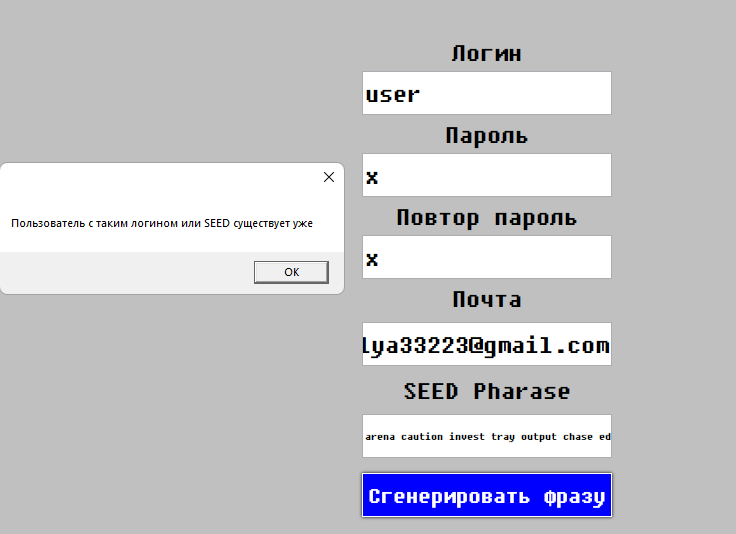 Логин
user
Пароль
x
Повтор пароль
x
Почта
lya33223@gmail.com
SEED Pharase
arena caution invest tray output chase ed
Сгенерировать фразу
Пользователь с таким логином или SEED существует уже
OK